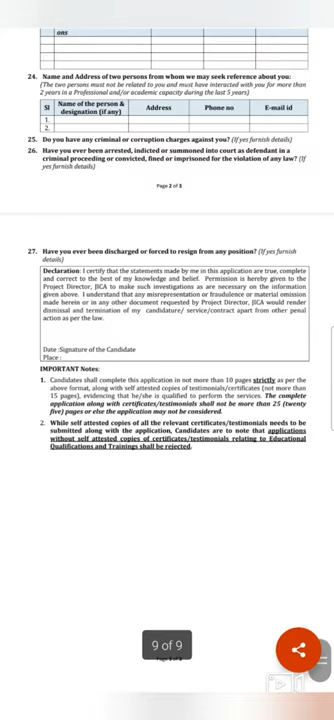 ons
24. Name and Address of two persons from whom we may seek reference about you:
(The two persons must not be related to you and must have interacted with you for more than
2 years in a Professional and/or academic capacity during the last 5 years)
Sl Name of the person & designation (if any) Address Phone no E-mail id
1.
2.
25. Do you have any criminal or corruption charges against you? (If yes furnish details)
26. Have you ever been arrested, indicted or summoned into court as defendant in a
criminal proceeding or convicted, fined or imprisoned for the violation of any law? (If
yes furnish details)
Page 2 of 3
27. Have you ever been discharged or forced to resign from any position? (If yes furnish
details)
Declaration: I certify that the statements made by me in this application are true, complete
and correct to the best of my knowledge and belief. Permission is hereby given to the
Project Director, JICA to make such investigations as are necessary on the information
given above. I understand that any misrepresentation or fraudulence or material omission
made herein or in any other document requested by Project Director, JICA would render
dismissal and termination of my candidature/ service/contract apart from other penal
action as per the law.
Date :Signature of the Candidate
Place :
IMPORTANT Notes:
1. Candidates shall complete this application in not more than 10 pages strictly as per the
above format, along with self attested copies of testimonials/certificates (not more than
15 pages), evidencing that he/she is qualified to perform the services. The complete
application along with certificates/testimonials shall not be more than 25 (twenty
five) pages or else the application may not be considered.
2. While self attested copies of all the relevant certificates/testimonials needs to be
submitted along with the application, Candidates are to note that applications
without self attested copies of certificates/testimonials relating to Educational
Qualifications and Trainings shall be rejected.
9 of 9
Page 3 of 3